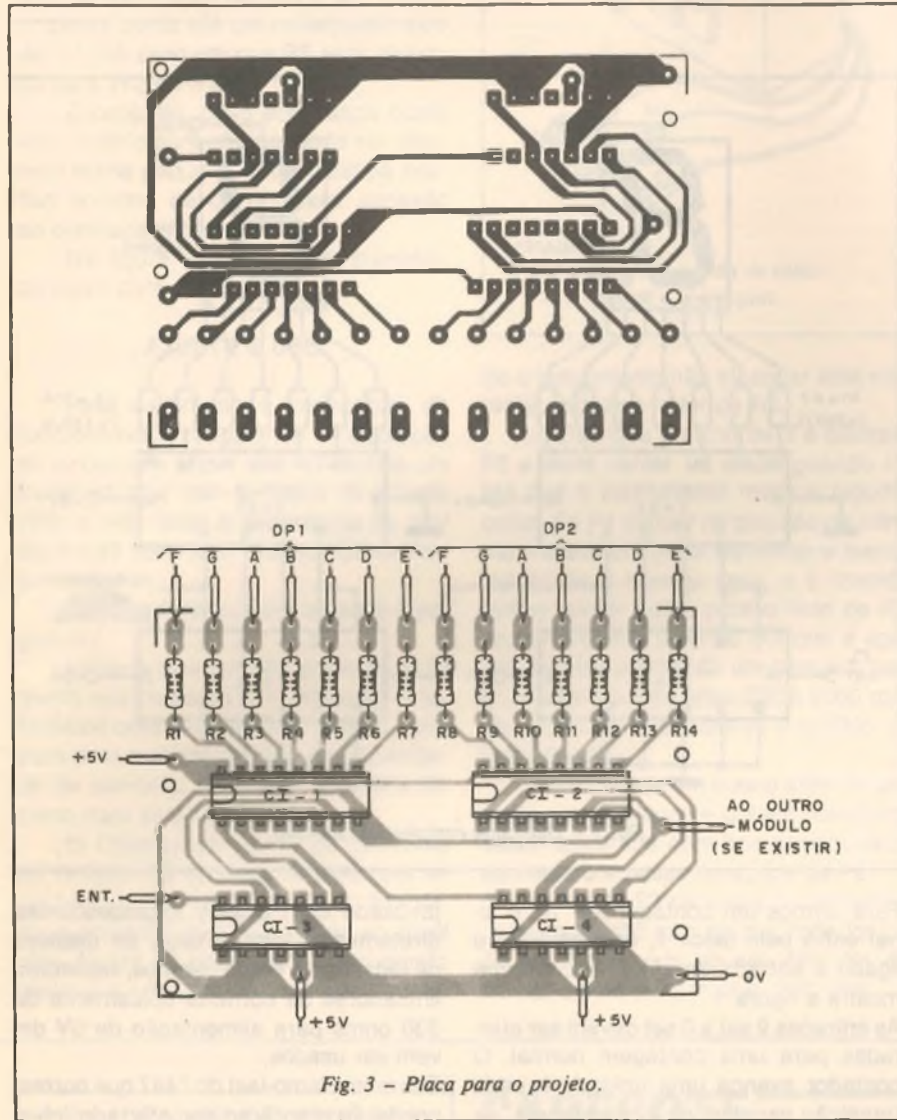 DP1 DP2
F G A B C D E F G A B C D E
R1 R2 R3 R4 R5 R6 R7 R8 R9 R10 R11 R12 R13 R14
+5V
CI-1 CI-2
AO OUTRO
MÓDULO
(SE EXISTIR)
ENT.
CI-3 CI-4
0V
+5V +5V
Fig. 3 – Placa para o projeto.